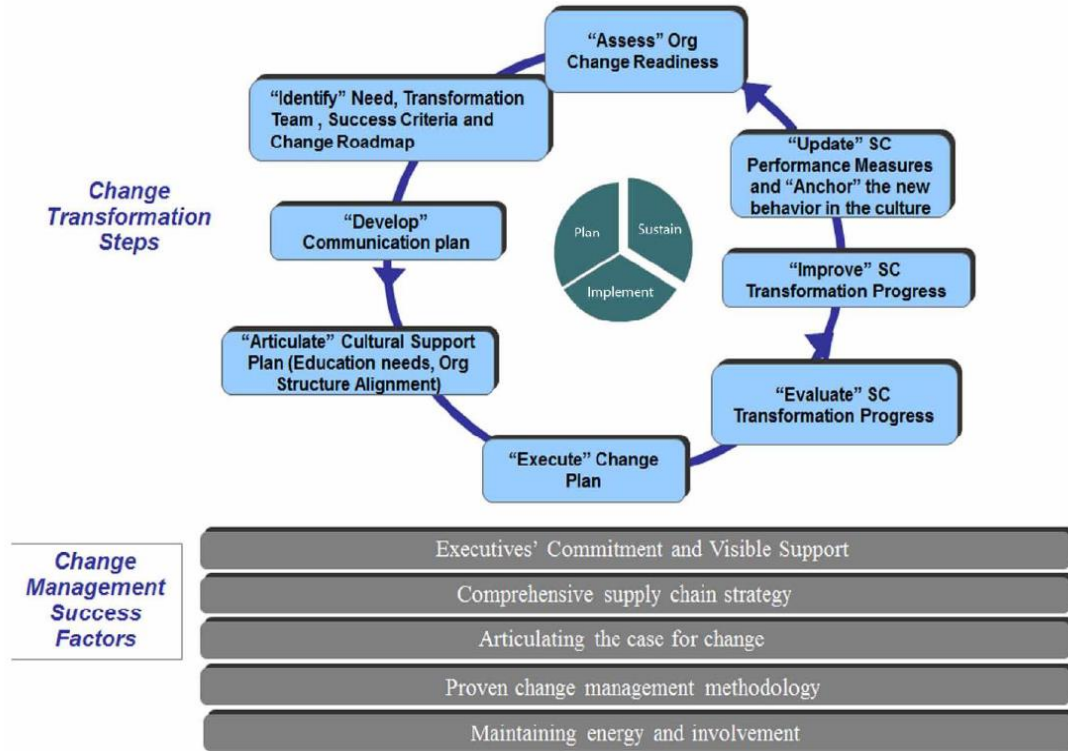 “Assess” Org
Change Readiness
“Identify” Need, Transformation
Team , Success Criteria and
Change Roadmap
“Develop”
Communication plan
“Articulate” Cultural Support
Plan (Education needs, Org
Structure Alignment)
“Execute” Change
Plan
“Evaluate” SC
Transformation Progress
“Improve” SC
Transformation Progress
“Update” SC
Performance Measures
and “Anchor” the new
behavior in the culture
Change
Transformation
Steps
Plan
Sustain
Implement
Change
Management
Success
Factors
Executives’ Commitment and Visible Support
Comprehensive supply chain strategy
Articulating the case for change
Proven change management methodology
Maintaining energy and involvement